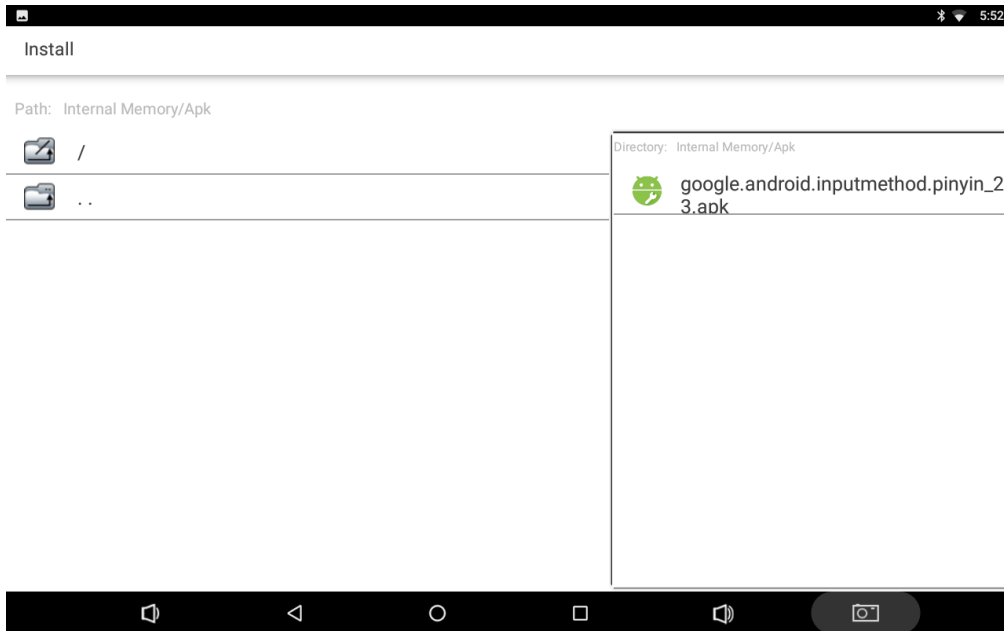 5:52
Install
Path: Internal Memory/Apk
/
. .
Directory: Internal Memory/Apk
google.android.inputmethod.pinyin_2
3.apk